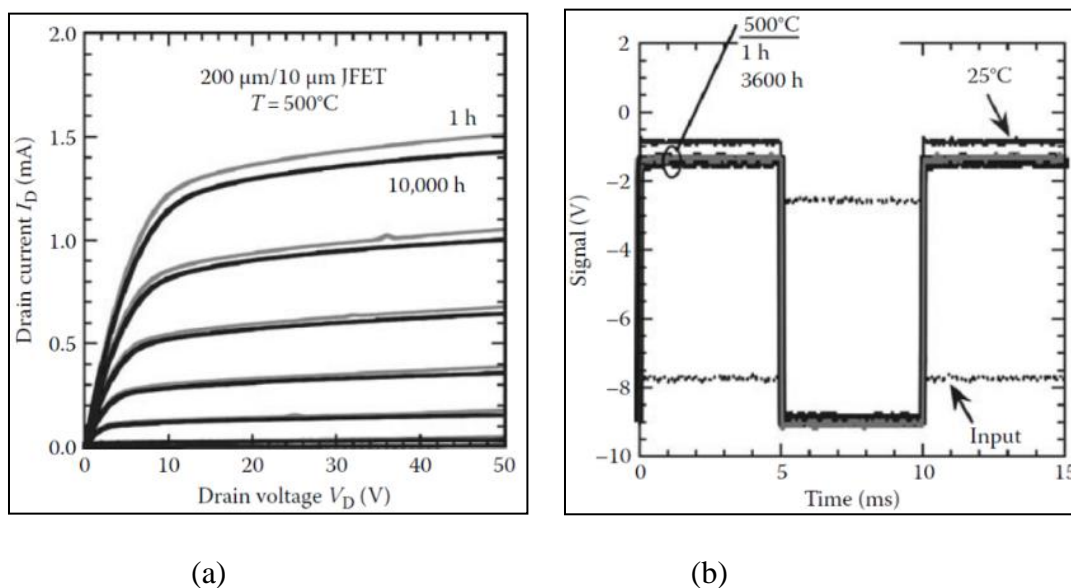 2.0
1.5
1.0
0.5
0.0
0
10
20
30
40
50
200 μm/10 μm JFET
T = 500°C
1 h
10,000 h
Drain current I_D (mA)
Drain voltage V_D (V)
2
0
−2
−4
−6
−8
−10
0
5
10
15
500°C
1 h
3600 h
25°C
Input
Signal (V)
Time (ms)
(a)
(b)